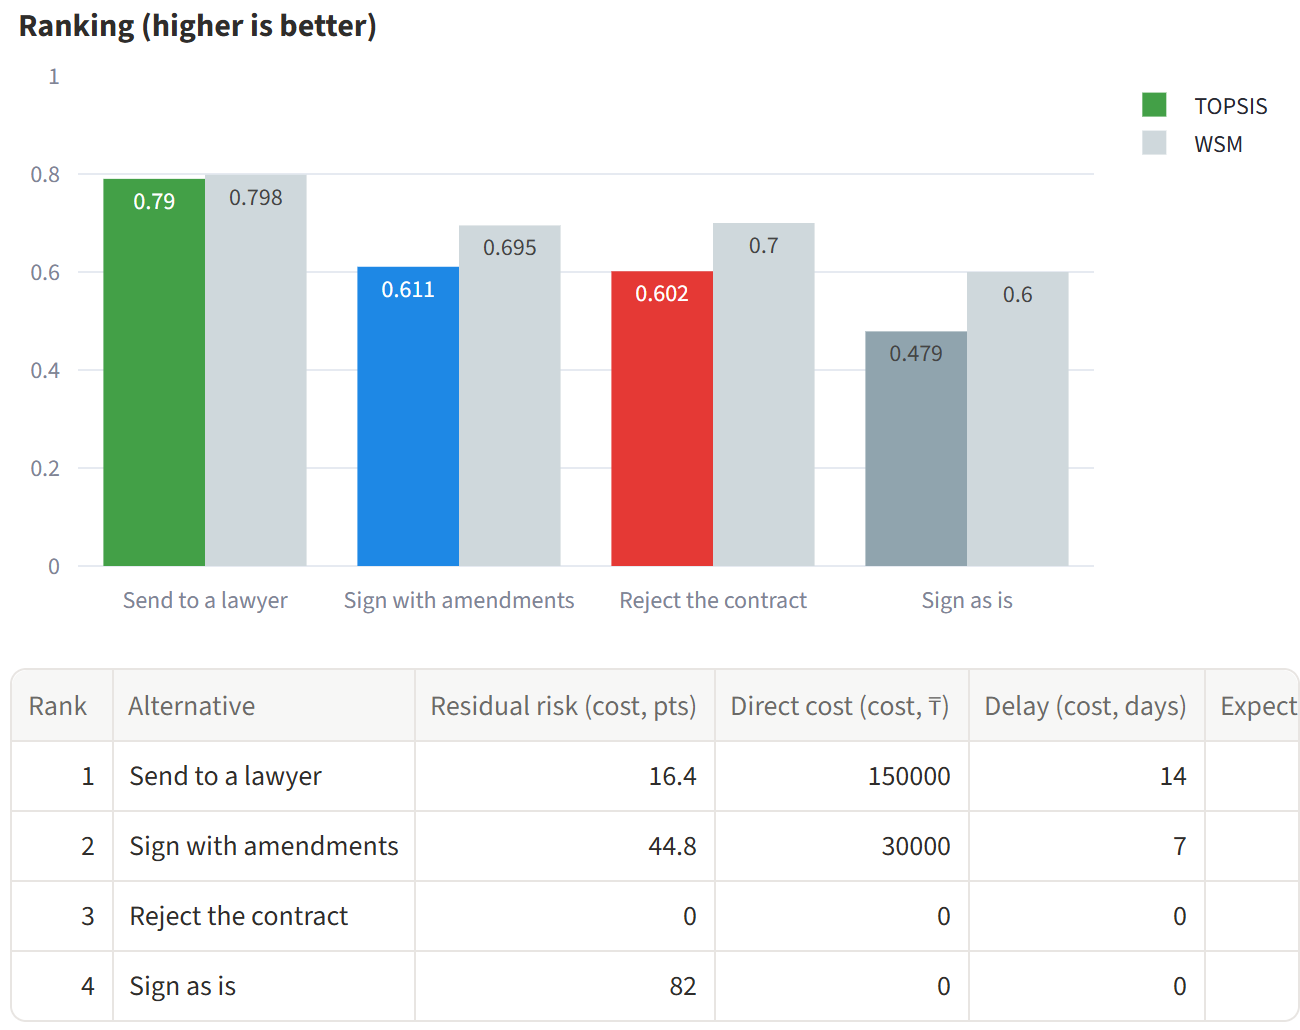 Ranking (higher is better)
1
0.8
0.6
0.4
0.2
0
TOPSIS
WSM
0.79
0.798
0.611
0.695
0.602
0.7
0.479
0.6
Send to a lawyer
Sign with amendments
Reject the contract
Sign as is
Rank Alternative Residual risk (cost, pts) Direct cost (cost, ₸) Delay (cost, days) Expect
1 Send to a lawyer 16.4 150000 14
2 Sign with amendments 44.8 30000 7
3 Reject the contract 0 0 0
4 Sign as is 82 0 0